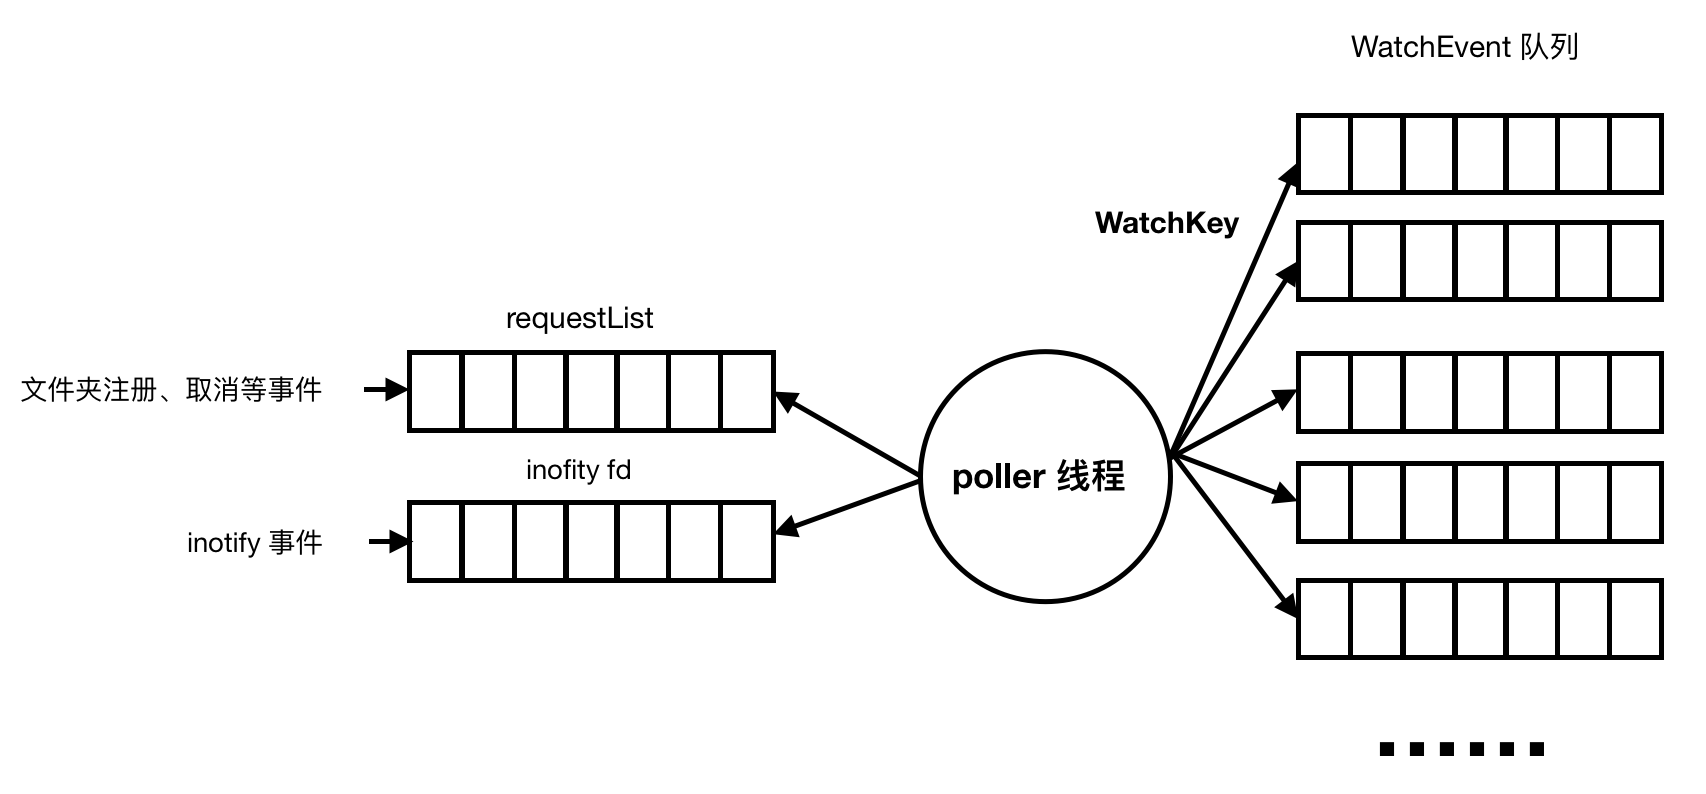 WatchEvent 队列
WatchKey
requestList
文件夹注册、取消等事件
inofity fd
poller 线程
inotify 事件